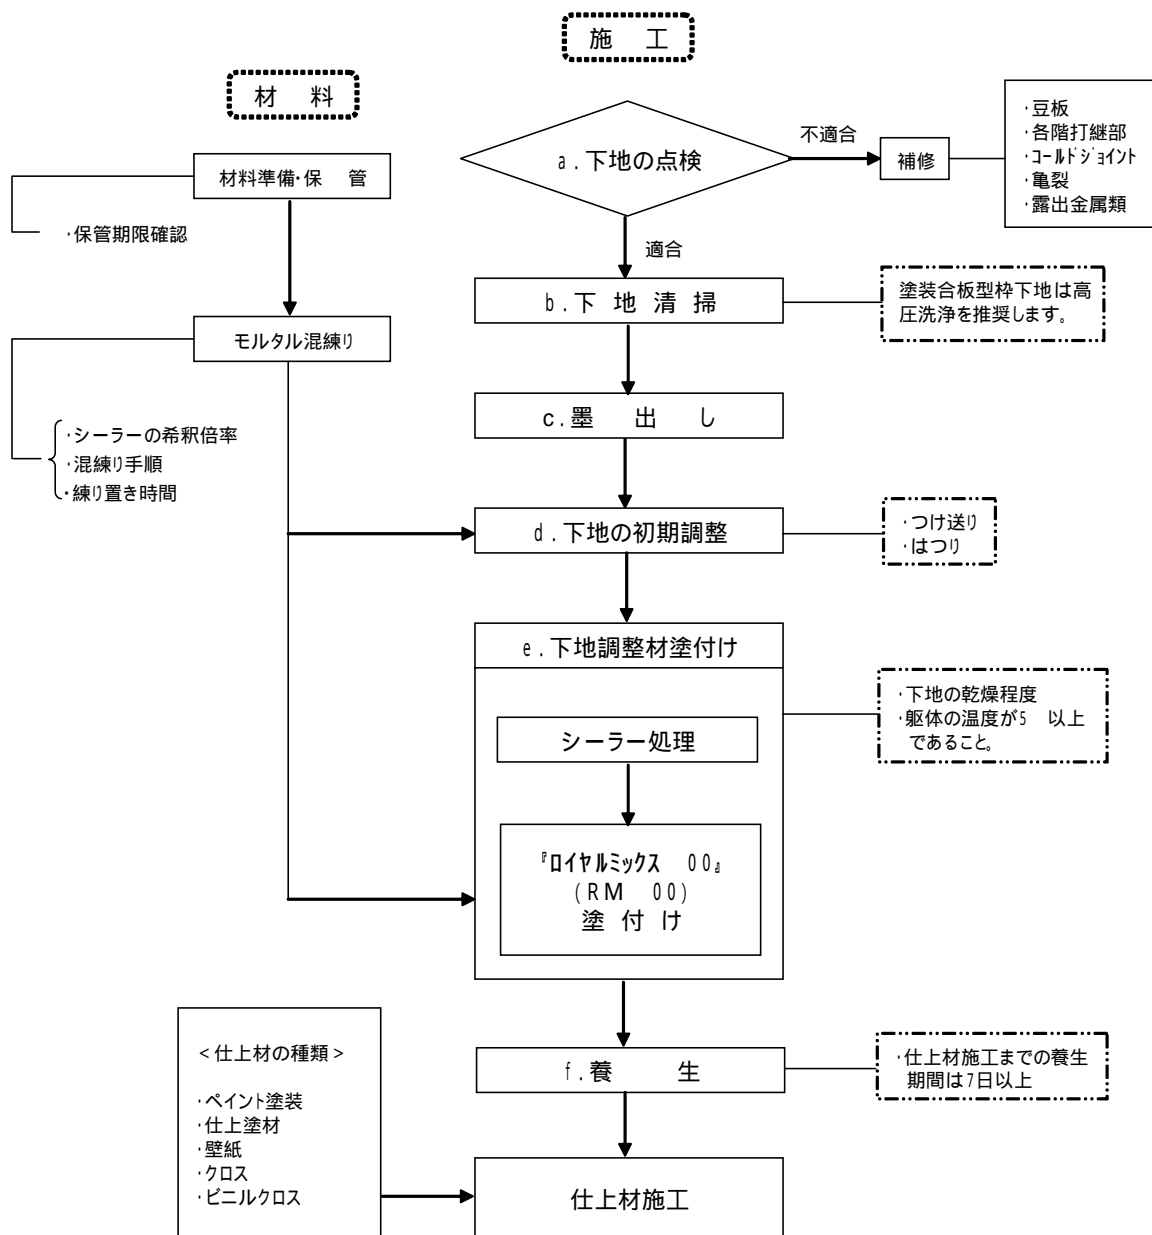 施 工
材 料
a.下地の点検
不適合
補修
・豆板
・各階打継部
・コールドジョイント
・亀裂
・露出金属類
材料準備・保 管
・保管期限確認
適合
b.下 地 清 掃
塗装合板型枠下地は高
圧洗浄を推奨します。
モルタル混練り
c.墨 出 し
・シーラーの希釈倍率
・混練り手順
・練り置き時間
d.下地の初期調整
・つけ送り
・はつり
e.下地調整材塗付け
・下地の乾燥程度
・躯体の温度が5 以上
であること。
シーラー処理
『ロイヤルミックス 00』
(RM 00)
塗 付 け
<仕上材の種類>
・ペイント塗装
・仕上塗材
・壁紙
・クロス
・ビニルクロス
f.養 生
・仕上材施工までの養生
期間は7日以上
仕上材施工